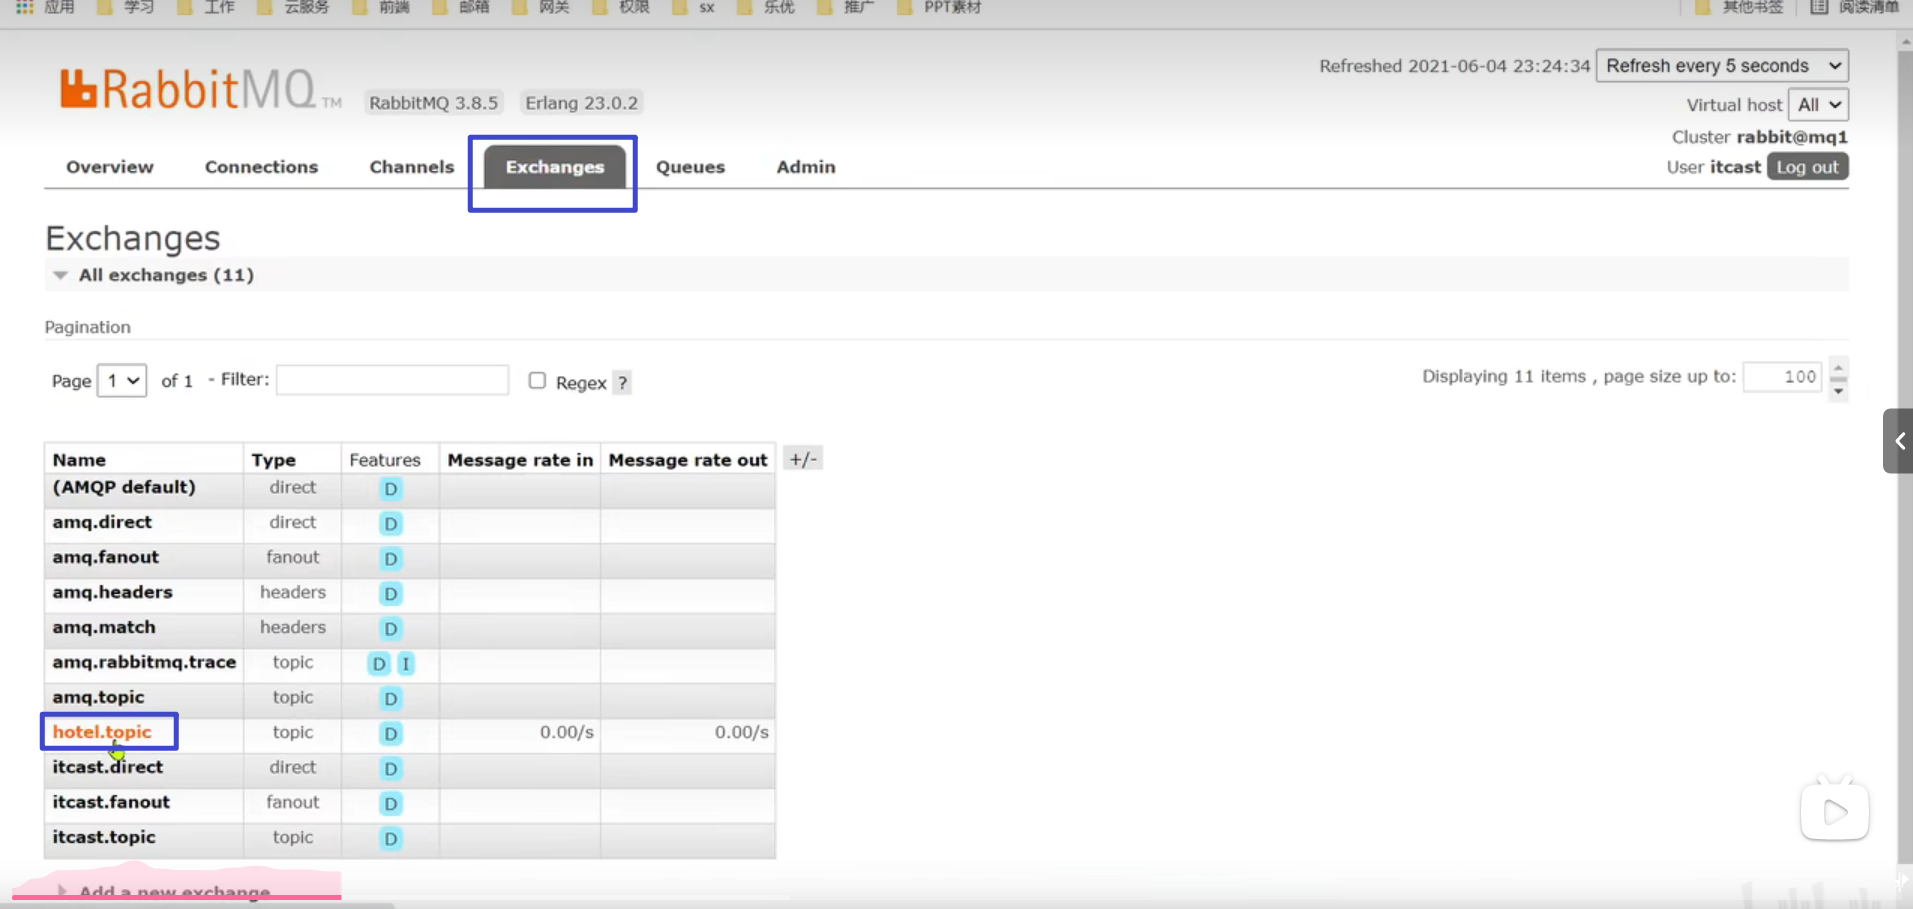 应用 学习 工作 云服务 前端 邮箱 网关 权限 sx 乐优 推广 PPT素材 其他书签 阅读清单
RabbitMQ TM RabbitMQ 3.8.5 Erlang 23.0.2
Refreshed 2021-06-04 23:24:34 Refresh every 5 seconds
Virtual host All
Cluster rabbit@mq1
User itcast Log out
Overview Connections Channels Exchanges Queues Admin
Exchanges
All exchanges (11)
Pagination
Page 1 of 1 - Filter: Regex ? Displaying 11 items , page size up to: 100
Name Type Features Message rate in Message rate out +/-
(AMQP default) direct D
amq.direct direct D
amq.fanout fanout D
amq.headers headers D
amq.match headers D
amq.rabbitmq.trace topic D I
amq.topic topic D
hotel.topic topic D 0.00/s 0.00/s
itcast.direct direct D
itcast.fanout fanout D
itcast.topic topic D
Add a new exchange